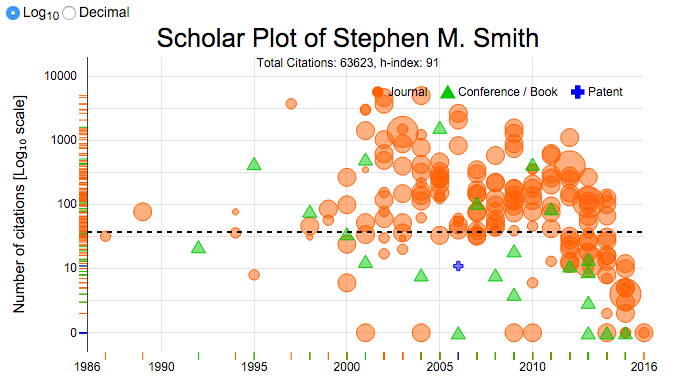 Log10 Decimal
Scholar Plot of Stephen M. Smith
Total Citations: 63623, h-index: 91
Journal Conference / Book Patent
Number of citations [Log10 scale]
10000
1000
100
10
0
1986 1990 1995 2000 2005 2010 2016